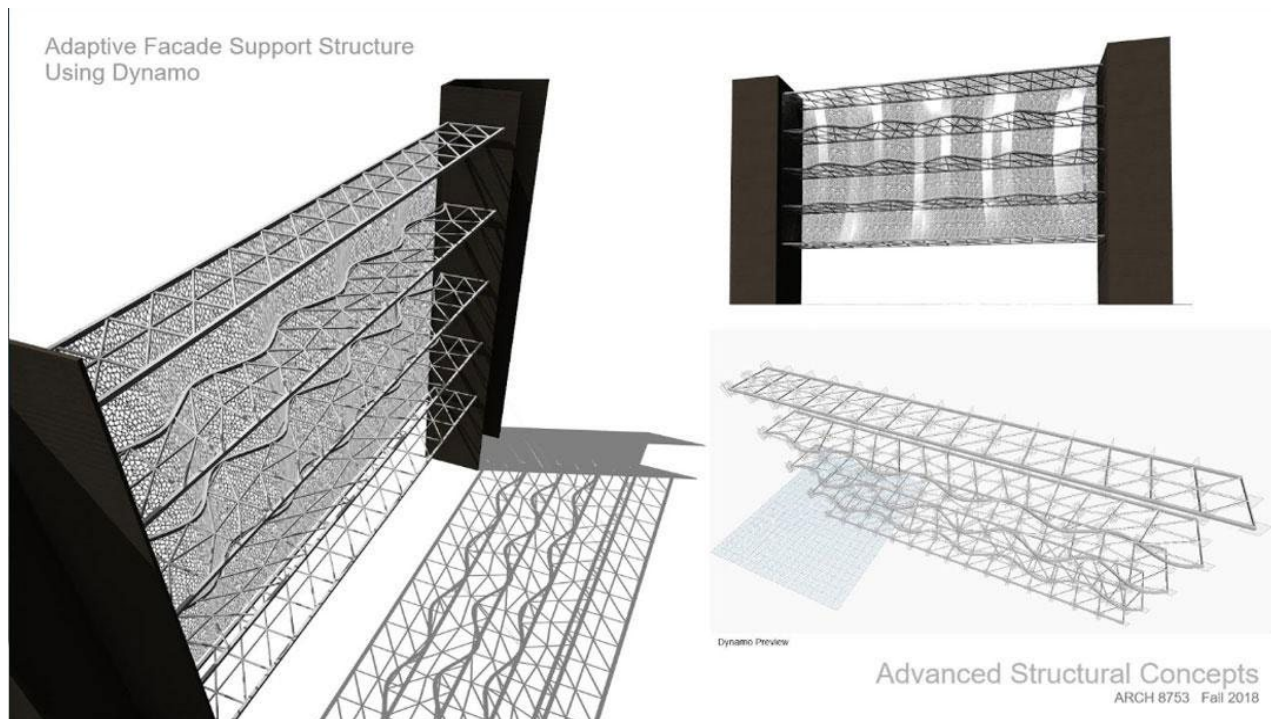 Adaptive Facade Support Structure
Using Dynamo
Dynamo Preview
Advanced Structural Concepts
ARCH 8753 Fall 2018